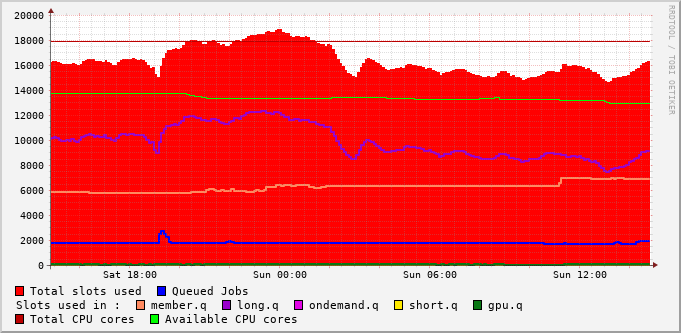 20000
18000
16000
14000
12000
10000
8000
6000
4000
2000
0
Sat 18:00 Sun 00:00 Sun 06:00 Sun 12:00
RRDTOOL / TOBI OETIKER
Total slots used Queued Jobs
Slots used in : member.q long.q ondemand.q short.q gpu.q
Total CPU cores Available CPU cores